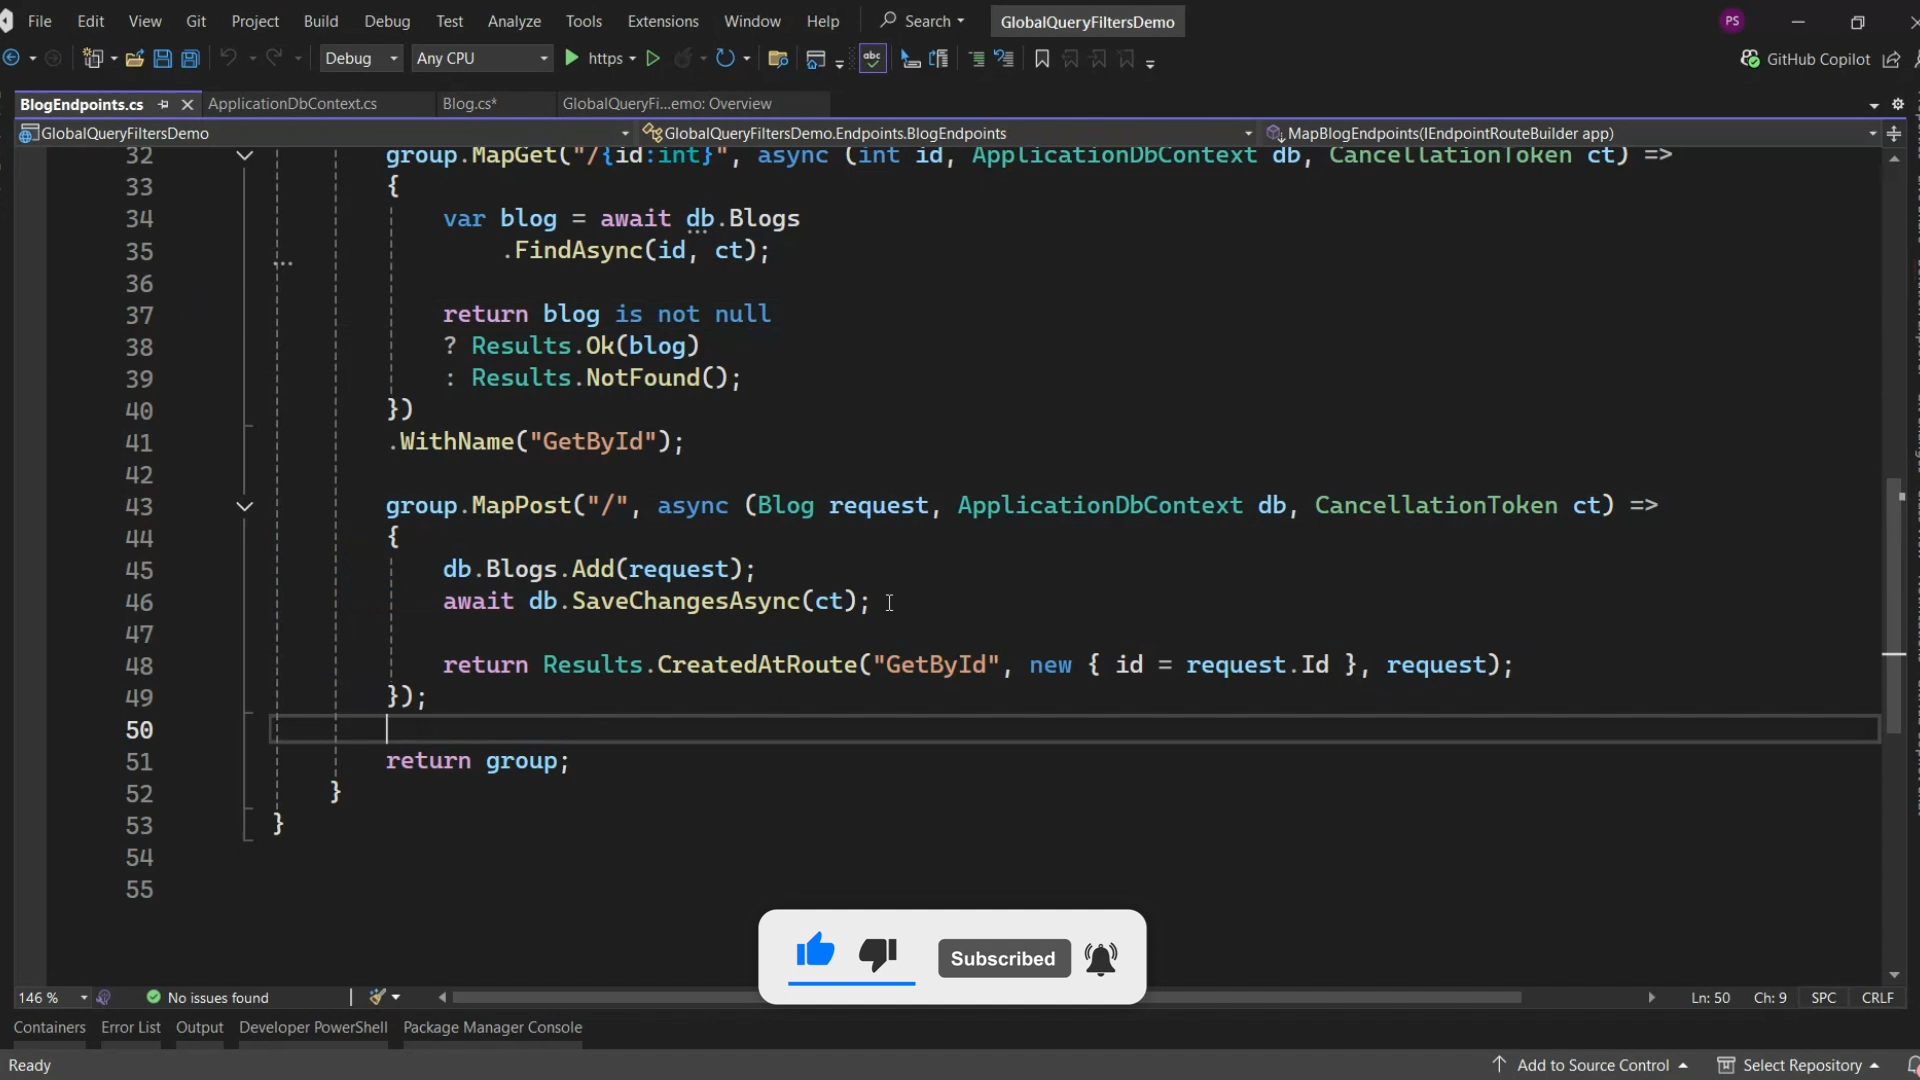 File Edit View Git Project Build Debug Test Analyze Tools Extensions Window Help Search GlobalQueryFiltersDemo PS
Debug Any CPU https abc GitHub Copilot
BlogEndpoints.cs ApplicationDbContext.cs Blog.cs* GlobalQueryFi...emo: Overview
GlobalQueryFiltersDemo GlobalQueryFiltersDemo.Endpoints.BlogEndpoints MapBlogEndpoints(IEndpointRouteBuilder app)
32 group.MapGet("/{id:int}", async (int id, ApplicationDbContext db, CancellationToken ct) =>
33 {
34 var blog = await db.Blogs
35 .FindAsync(id, ct);
36
37 return blog is not null
38 ? Results.Ok(blog)
39 : Results.NotFound();
40 })
41 .WithName("GetById");
42
43 group.MapPost("/", async (Blog request, ApplicationDbContext db, CancellationToken ct) =>
44 {
45 db.Blogs.Add(request);
46 await db.SaveChangesAsync(ct);
47
48 return Results.CreatedAtRoute("GetById", new { id = request.Id }, request);
49 });
50
51 return group;
52 }
53 }
54
55
Subscribed
146 % No issues found Ln: 50 Ch: 9 SPC CRLF
Containers Error List Output Developer PowerShell Package Manager Console
Ready Add to Source Control Select Repository